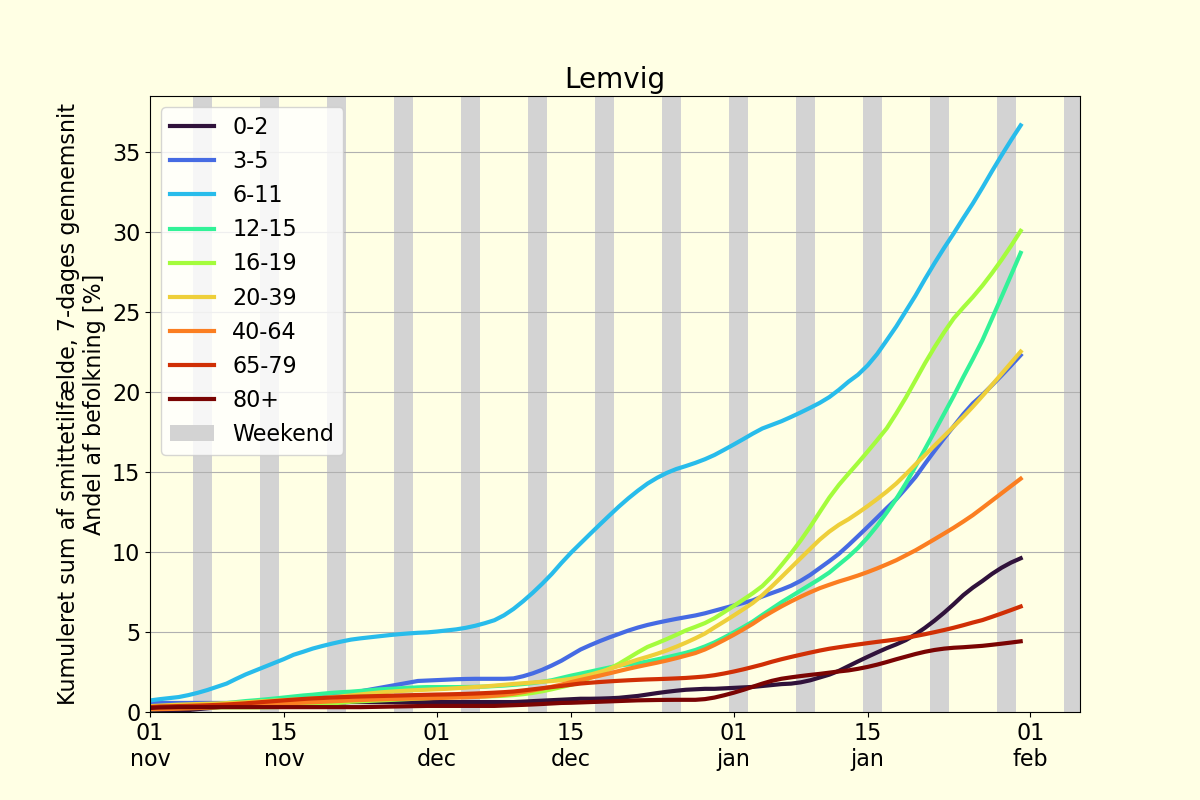 Lemvig
Kumuleret sum af smittetilfælde, 7-dages gennemsnit
Andel af befolkning [%]
35
30
25
20
15
10
5
0
0-2
3-5
6-11
12-15
16-19
20-39
40-64
65-79
80+
Weekend
01
nov
15
nov
01
dec
15
dec
01
jan
15
jan
01
feb